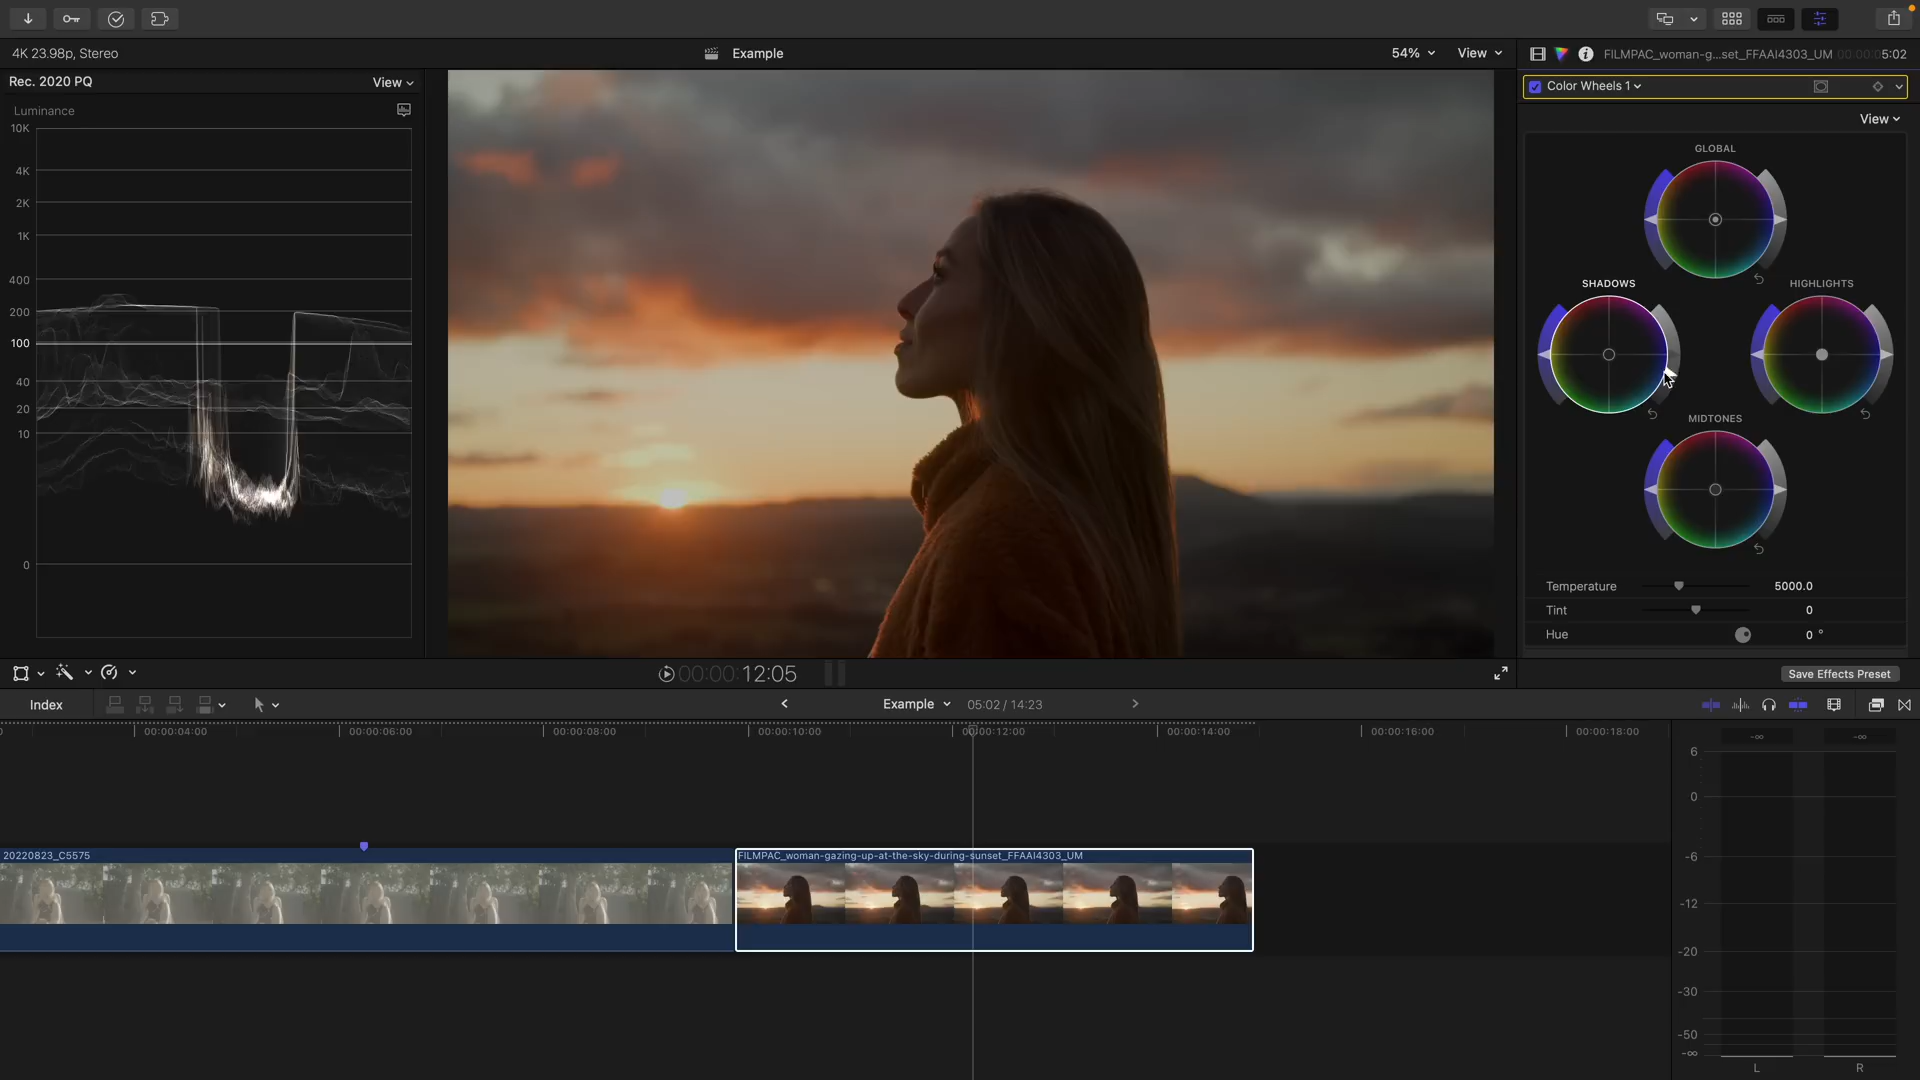 4K 23.98p, Stereo
Example
54%
View
FILMPAC_woman-g...set_FFAAI4303_UM
00:00:05:02
Rec. 2020 PQ
View
Color Wheels 1
View
Luminance
10K
4K
2K
1K
400
200
100
40
20
10
0
GLOBAL
SHADOWS
HIGHLIGHTS
MIDTONES
Temperature
5000.0
Tint
0
Hue
0 °
00:00:12:05
Save Effects Preset
Index
Example
05:02 / 14:23
00:00:04:00
00:00:06:00
00:00:08:00
00:00:10:00
00:00:12:00
00:00:14:00
00:00:16:00
00:00:18:00
20220823_C5575
FILMPAC_woman-gazing-up-at-the-sky-during-sunset_FFAAI4303_UM
-∞
-∞
6
0
-6
-12
-20
-30
-50
-∞
L
R